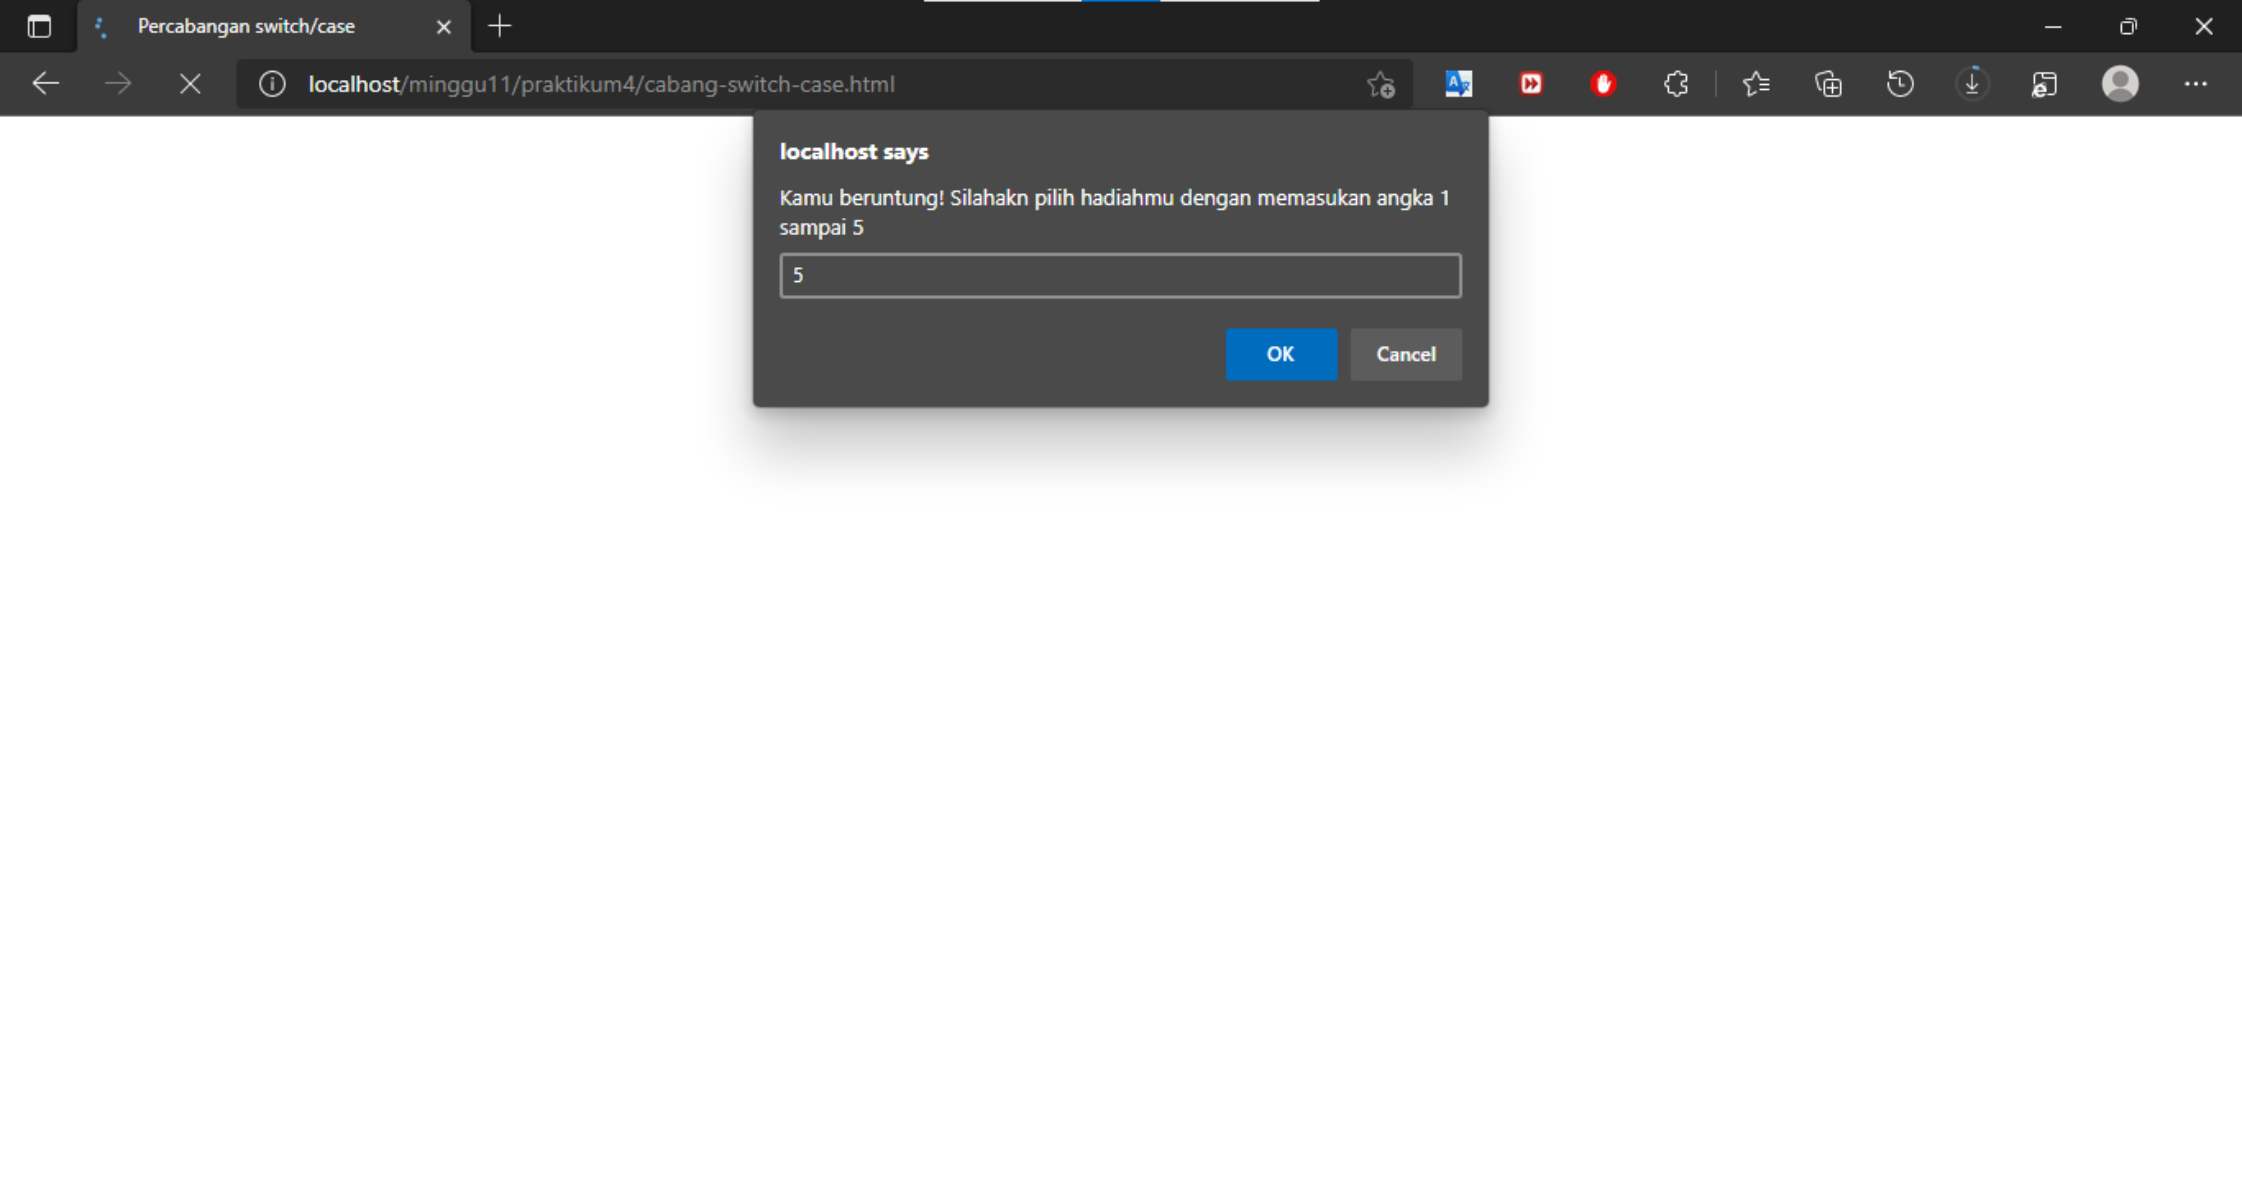 Percabangan switch/case
localhost/minggu11/praktikum4/cabang-switch-case.html
localhost says
Kamu beruntung! Silahakn pilih hadiahmu dengan memasukan angka 1
sampai 5
5
OK Cancel